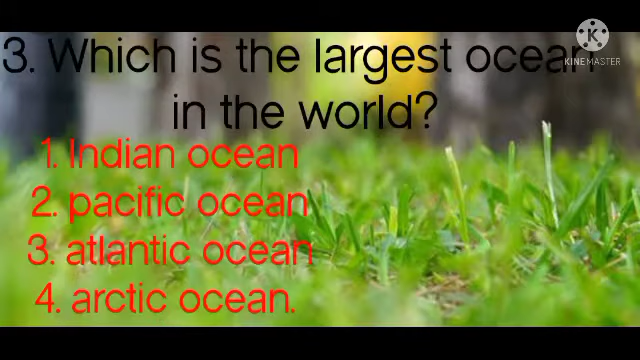 3. Which is the largest ocean
in the world?
1. Indian ocean
2. pacific ocean
3. atlantic ocean
4. arctic ocean.
K
KINEMASTER